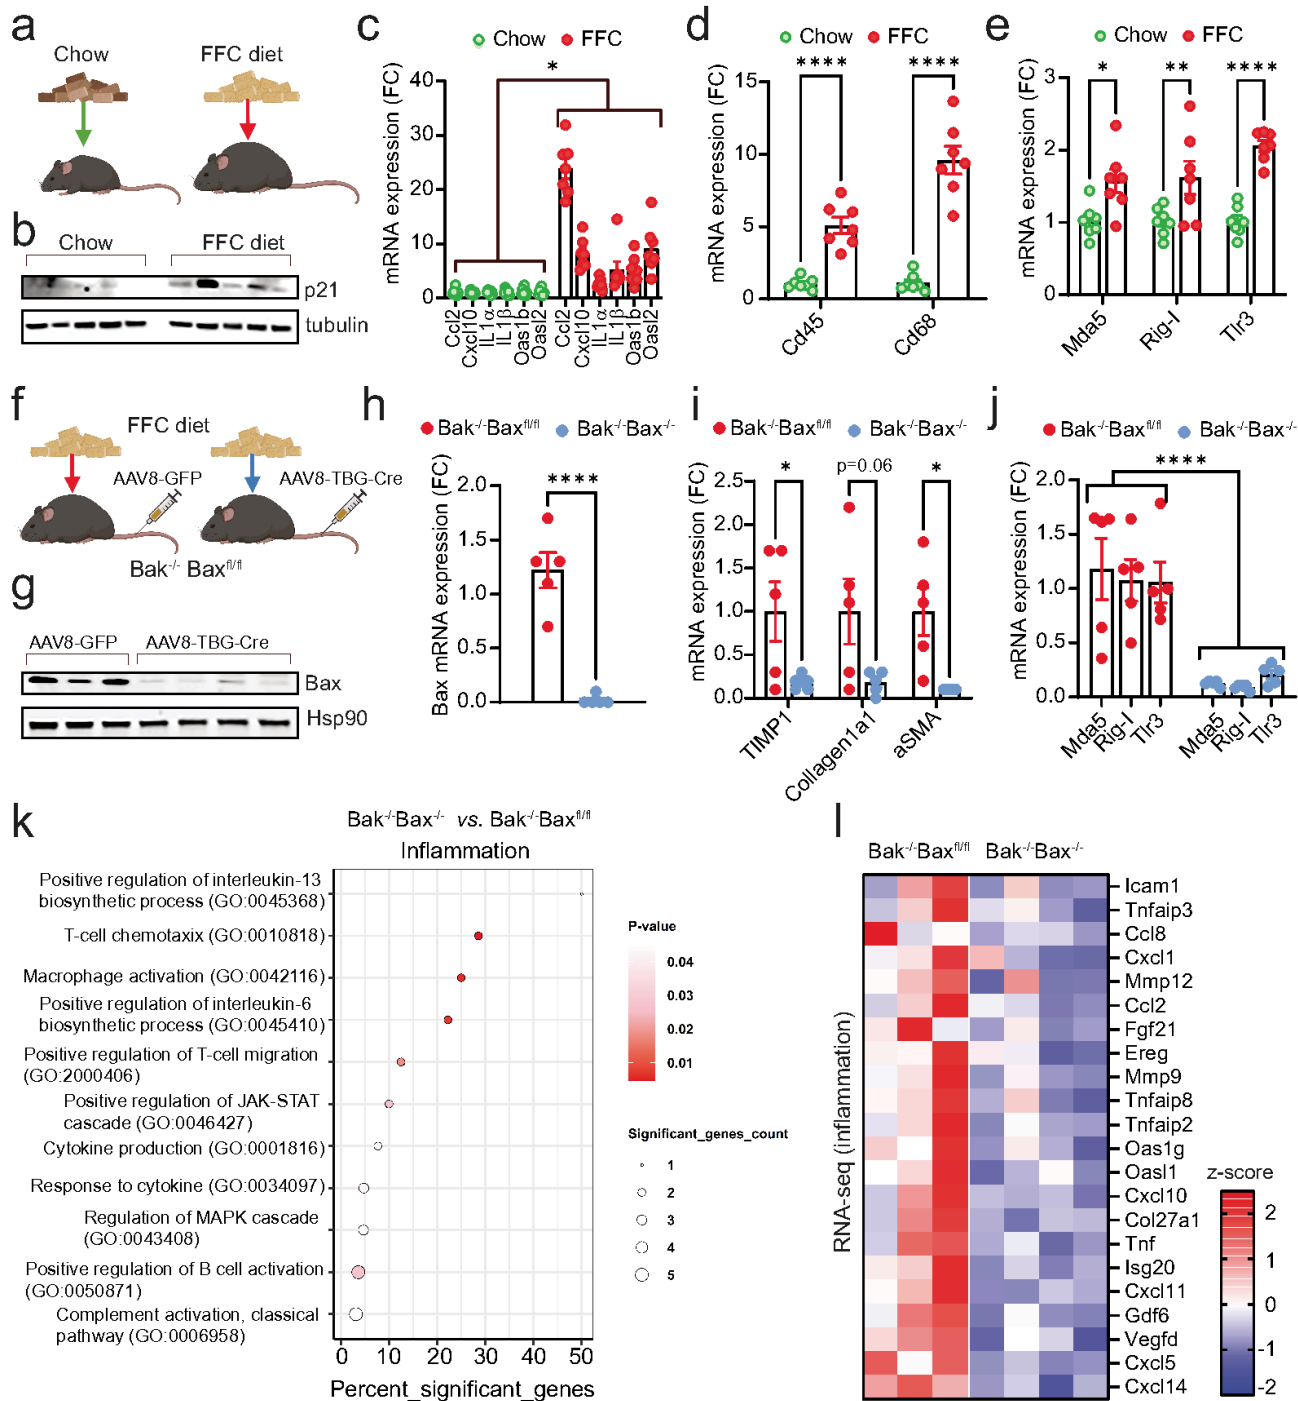 a
Chow
FFC diet
b
Chow
FFC diet
p21
tubulin
c
Chow
FFC
*
mRNA expression (FC)
40
30
20
10
0
Ccl2
Cxcl10
IL1α
IL1β
Oas1b
Oasl2
Ccl2
Cxcl10
IL1α
IL1β
Oas1b
Oasl2
d
Chow
FFC
****
****
mRNA expression (FC)
15
10
5
0
Cd45
Cd68
e
Chow
FFC
*
**
****
mRNA expression (FC)
3
2
1
0
Mda5
Rig-I
Tlr3
f
FFC diet
AAV8-GFP
AAV8-TBG-Cre
Bak-/- Baxfl/fl
g
AAV8-GFP
AAV8-TBG-Cre
Bax
Hsp90
h
Bak-/-Baxfl/fl
Bak-/-Bax-/-
****
Bax mRNA expression (FC)
2.0
1.5
1.0
0.5
0.0
i
Bak-/-Baxfl/fl
Bak-/-Bax-/-
*
p=0.06
*
mRNA expression (FC)
2.5
2.0
1.5
1.0
0.5
0.0
TIMP1
Collagen1a1
aSMA
j
Bak-/-Baxfl/fl
Bak-/-Bax-/-
****
mRNA expression (FC)
2.0
1.5
1.0
0.5
0.0
Mda5
Rig-I
Tlr3
Mda5
Rig-I
Tlr3
k
Bak-/-Bax-/- vs. Bak-/-Baxfl/fl
Inflammation
Positive regulation of interleukin-13
biosynthetic process (GO:0045368)
T-cell chemotaxix (GO:0010818)
Macrophage activation (GO:0042116)
Positive regulation of interleukin-6
biosynthetic process (GO:0045410)
Positive regulation of T-cell migration
(GO:2000406)
Positive regulation of JAK-STAT
cascade (GO:0046427)
Cytokine production (GO:0001816)
Response to cytokine (GO:0034097)
Regulation of MAPK cascade
(GO:0043408)
Positive regulation of B cell activation
(GO:0050871)
Complement activation, classical
pathway (GO:0006958)
0 10 20 30 40 50
Percent_significant_genes
P-value
0.04
0.03
0.02
0.01
Significant_genes_count
1
2
3
4
5
l
Bak-/-Baxfl/fl
Bak-/-Bax-/-
RNA-seq (inflammation)
Icam1
Tnfaip3
Ccl8
Cxcl1
Mmp12
Ccl2
Fgf21
Ereg
Mmp9
Tnfaip8
Tnfaip2
Oas1g
Oasl1
Cxcl10
Col27a1
Tnf
Isg20
Cxcl11
Gdf6
Vegfd
Cxcl5
Cxcl14
z-score
2
1
0
-1
-2